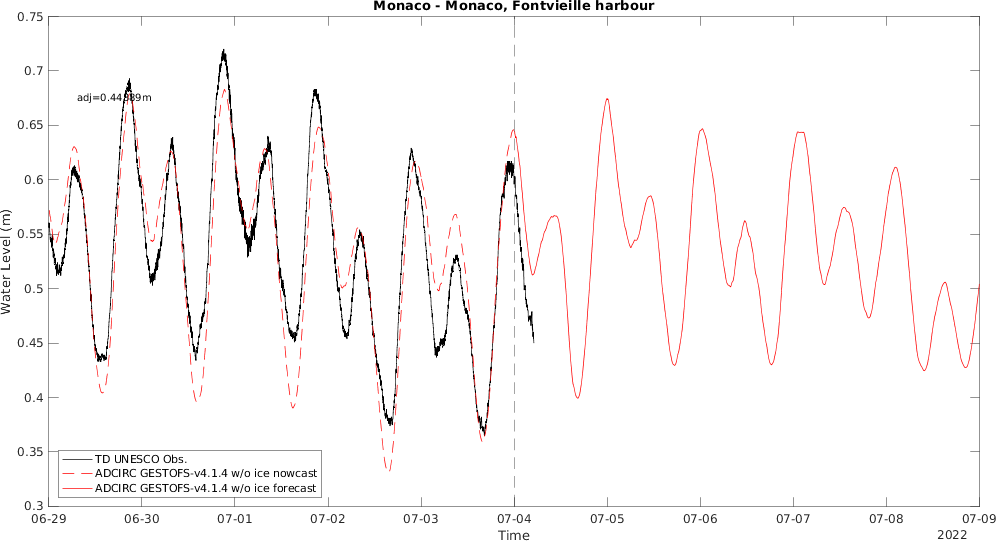 Monaco - Monaco, Fontvieille harbour
0.75
0.7
adj=0.44989m
0.65
0.6
0.55
0.5
0.45
0.4
0.35
0.3
Water Level (m)
TD UNESCO Obs.
ADCIRC GESTOFS-v4.1.4 w/o ice nowcast
ADCIRC GESTOFS-v4.1.4 w/o ice forecast
06-29 06-30 07-01 07-02 07-03 07-04 07-05 07-06 07-07 07-08 07-09
Time
2022